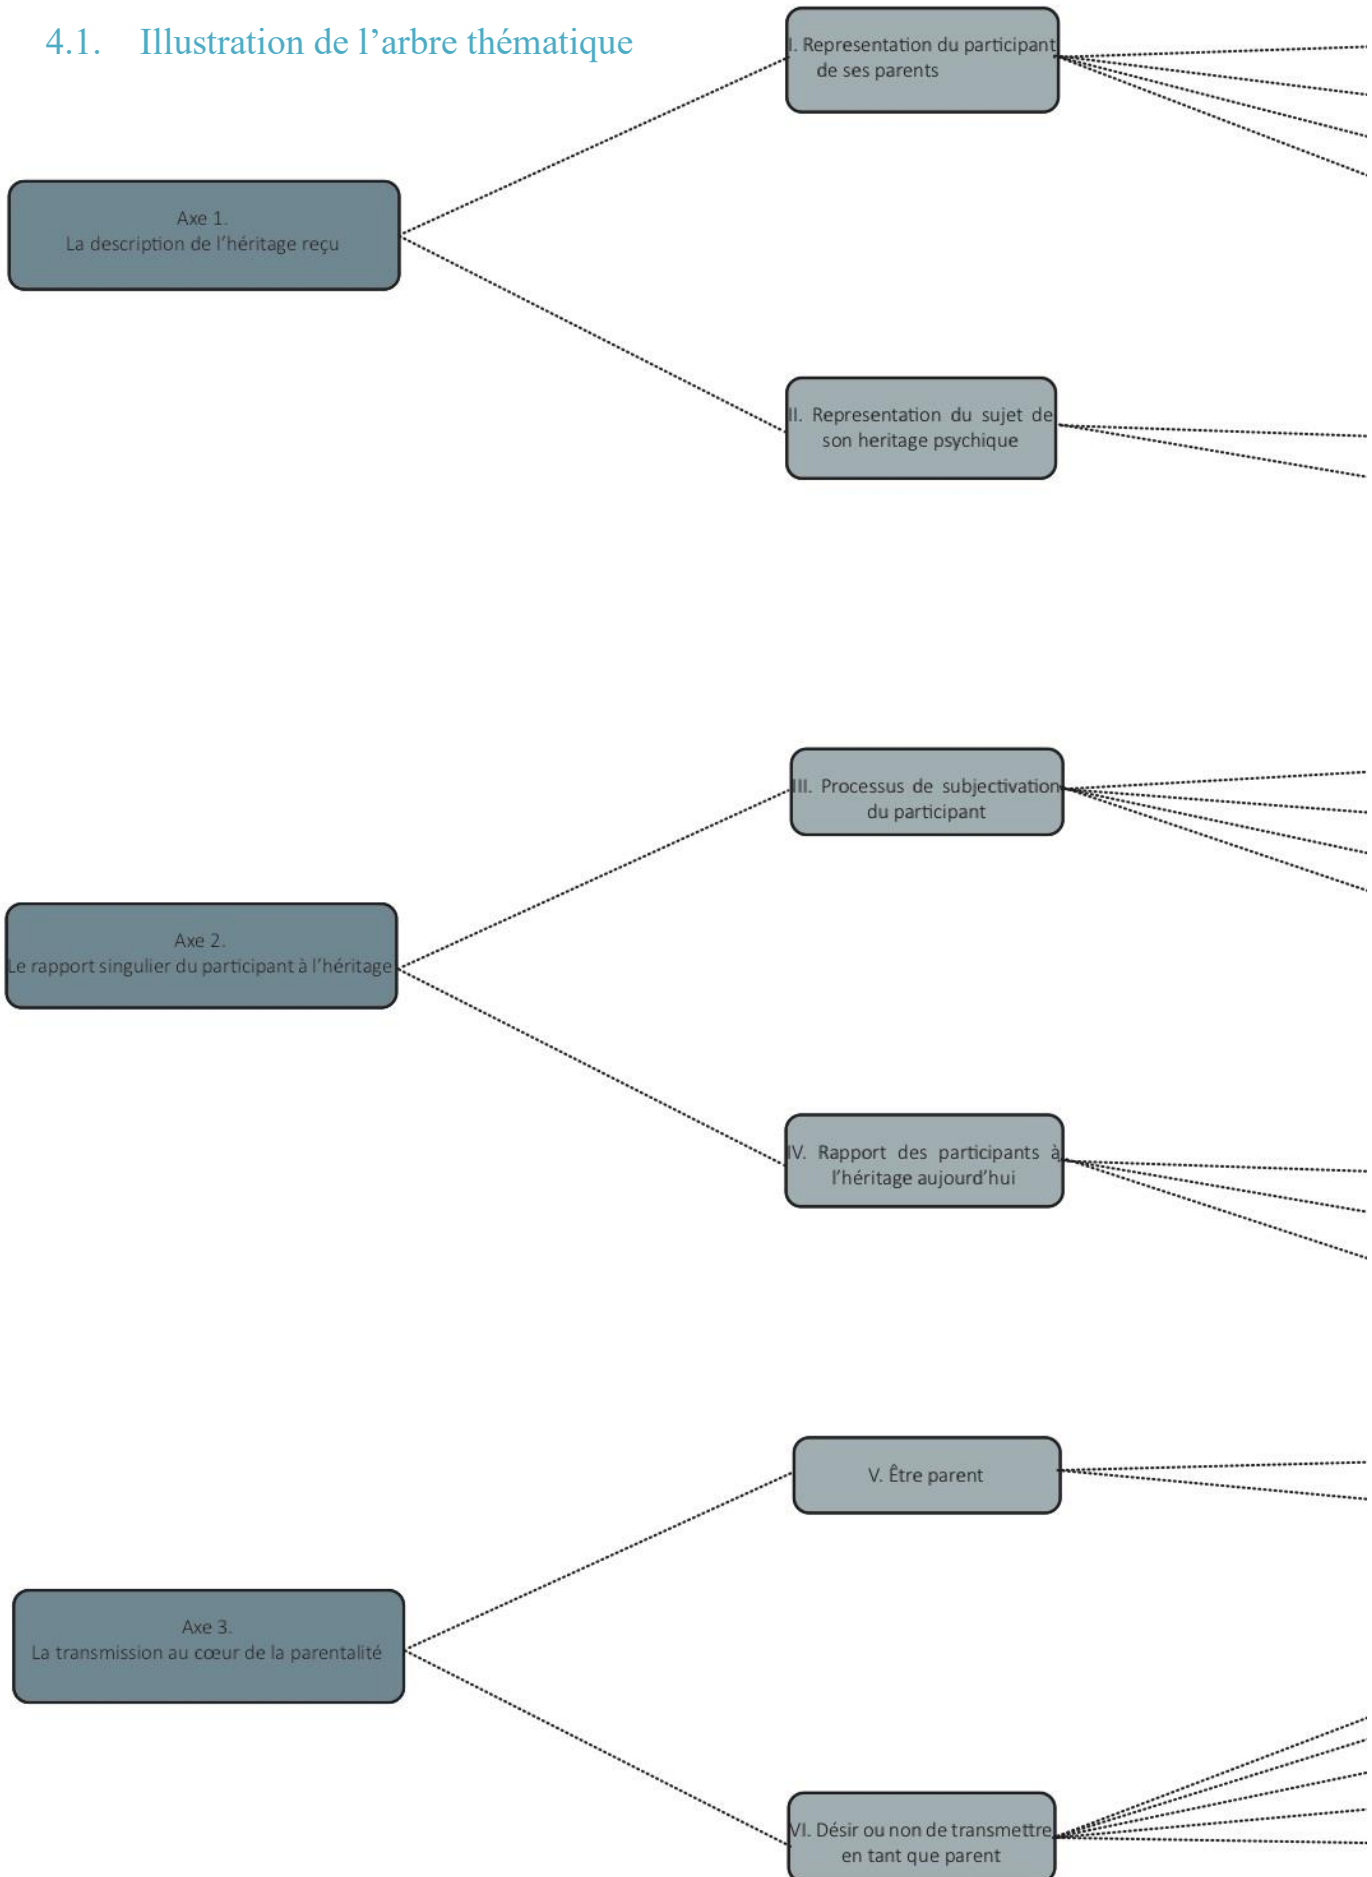 4.1. Illustration de l’arbre thématique
I. Representation du participant
de ses parents
Axe 1.
La description de l’héritage reçu
II. Representation du sujet de
son heritage psychique
III. Processus de subjectivation
du participant
Axe 2.
Le rapport singulier du participant à l’héritage
IV. Rapport des participants à
l’héritage aujourd’hui
V. Être parent
Axe 3.
La transmission au cœur de la parentalité
VI. Désir ou non de transmettre
en tant que parent